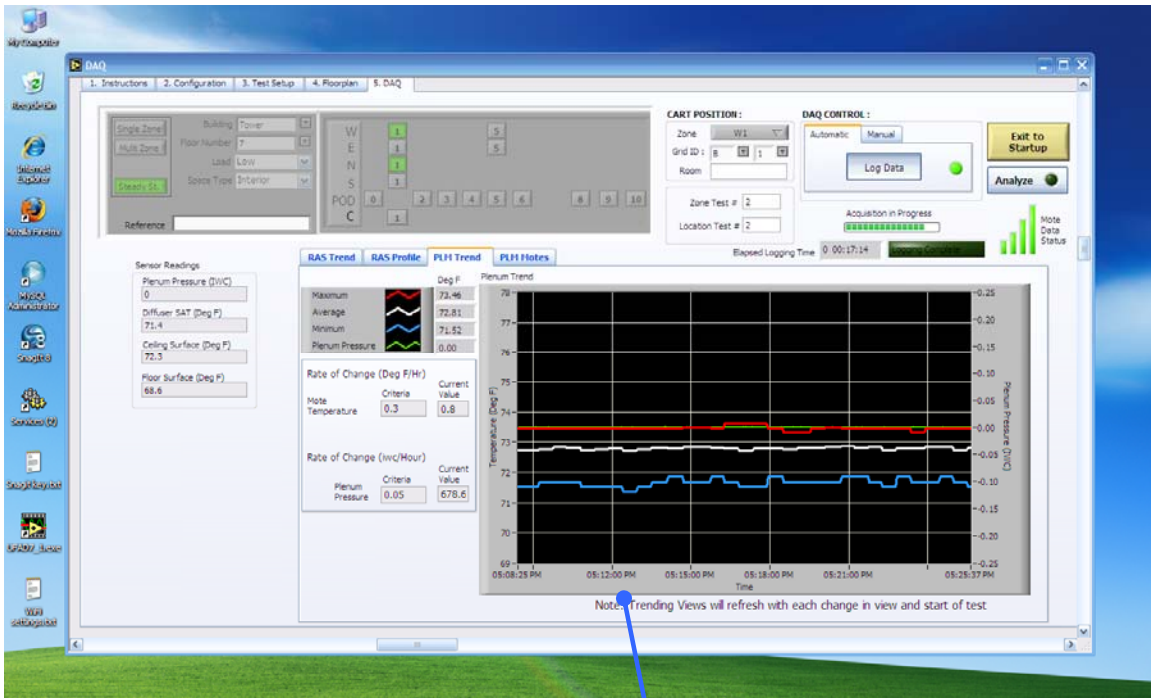 My Computer
Recycle Bin
Internet Explorer
Mozilla Firefox
MySQL Administrator
SnagIt 8
Services (2)
SnagItkey.txt
WiFi settings.txt
DAQ
1. Instructions 2. Configuration 3. Test Setup 4. Floorplan 5. DAQ
Single Zone
Multi Zone
Steady St.
Building Tower
Floor Number 7
Load Low
Space Type Interior
Reference
W 1 5
E 1 5
N 1
S 1
POD 0 2 3 4 5 6 8 9 10
C 1
CART POSITION :
Zone W1
Grid ID : B 1
Room
Zone Test # 2
Location Test # 2
DAQ CONTROL :
Automatic Manual
Log Data
Acquisition in Progress
Elapsed Logging Time 0 00:17:14
Exit to Startup
Analyze
Mote Data Status
Sensor Readings
Plenum Pressure (IWC)
0
Diffuser SAT (Deg F)
71.4
Ceiling Surface (Deg F)
72.3
Floor Surface (Deg F)
68.6
RAS Trend RAS Profile PLM Trend PLM Motes
Deg F
Maximum 73.46
Average 72.81
Minimum 71.52
Plenum Pressure 0.00
Rate of Change (Deg F/Hr)
Criteria Current Value
Mote Temperature 0.3 0.8
Rate of Change (iwc/Hour)
Criteria Current Value
Plenum Pressure 0.05 678.6
Plenum Trend
Temperature (Deg F)
78
77
76
75
74
73
72
71
70
69
0.25
0.20
0.15
0.10
0.05
0.00
-0.05
-0.10
-0.15
-0.20
-0.25
Plenum Pressure (IWC)
05:08:25 PM 05:12:00 PM 05:15:00 PM 05:18:00 PM 05:21:00 PM 05:25:37 PM
Time
Trending Views will refresh with each change in view and start of test